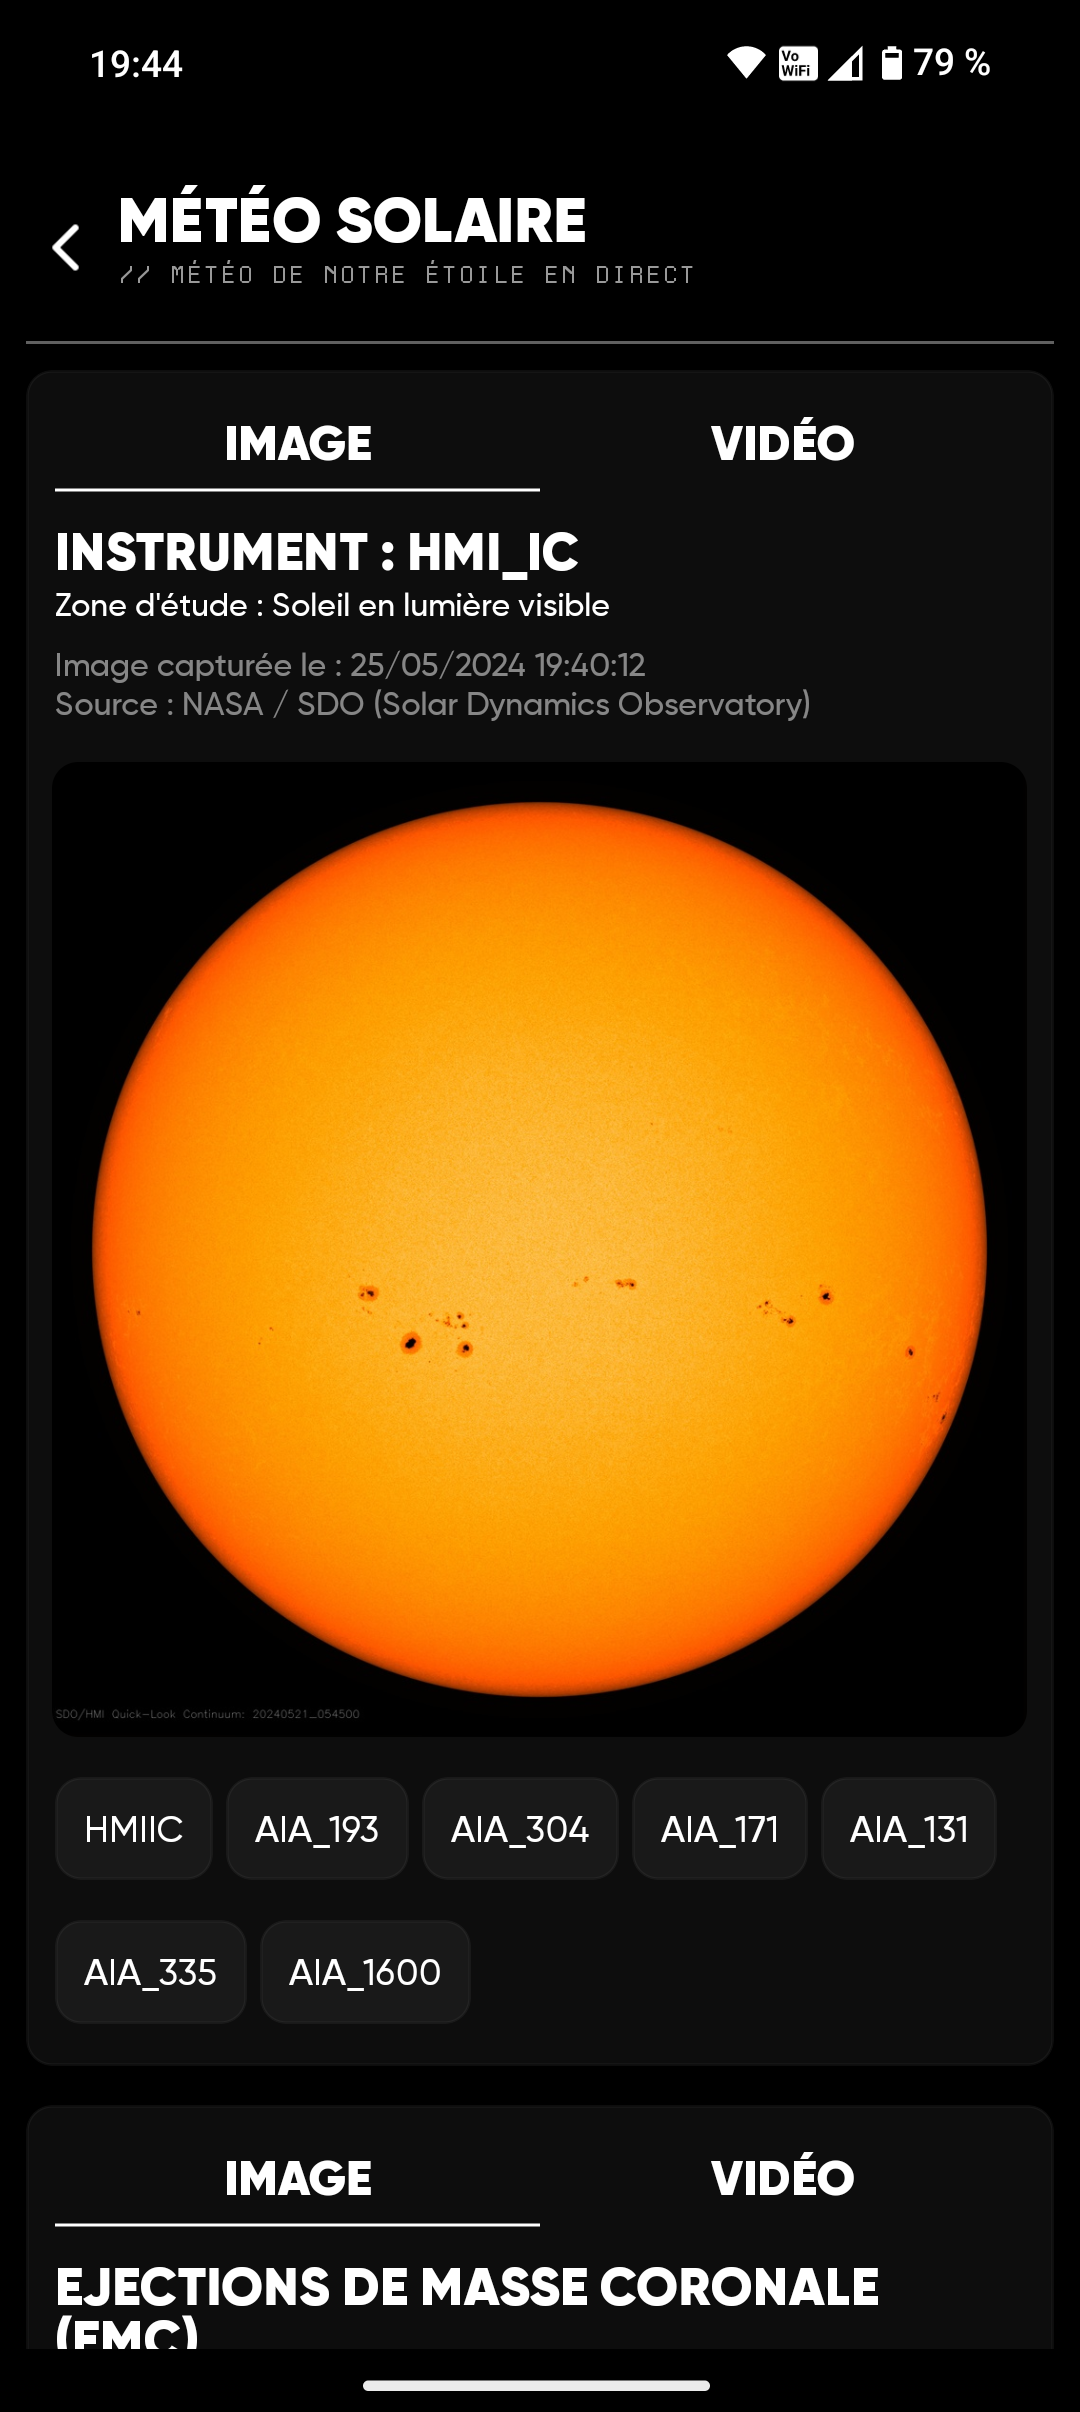 19:44
Vo WiFi
79 %
MÉTÉO SOLAIRE
// MÉTÉO DE NOTRE ÉTOILE EN DIRECT
IMAGE
VIDÉO
INSTRUMENT : HMI_IC
Zone d'étude : Soleil en lumière visible
Image capturée le : 25/05/2024 19:40:12
Source : NASA / SDO (Solar Dynamics Observatory)
SDO/HMI Quick-Look Continuum: 20240521_054500
HMIIC
AIA_193
AIA_304
AIA_171
AIA_131
AIA_335
AIA_1600
IMAGE
VIDÉO
EJECTIONS DE MASSE CORONALE
(EMC)